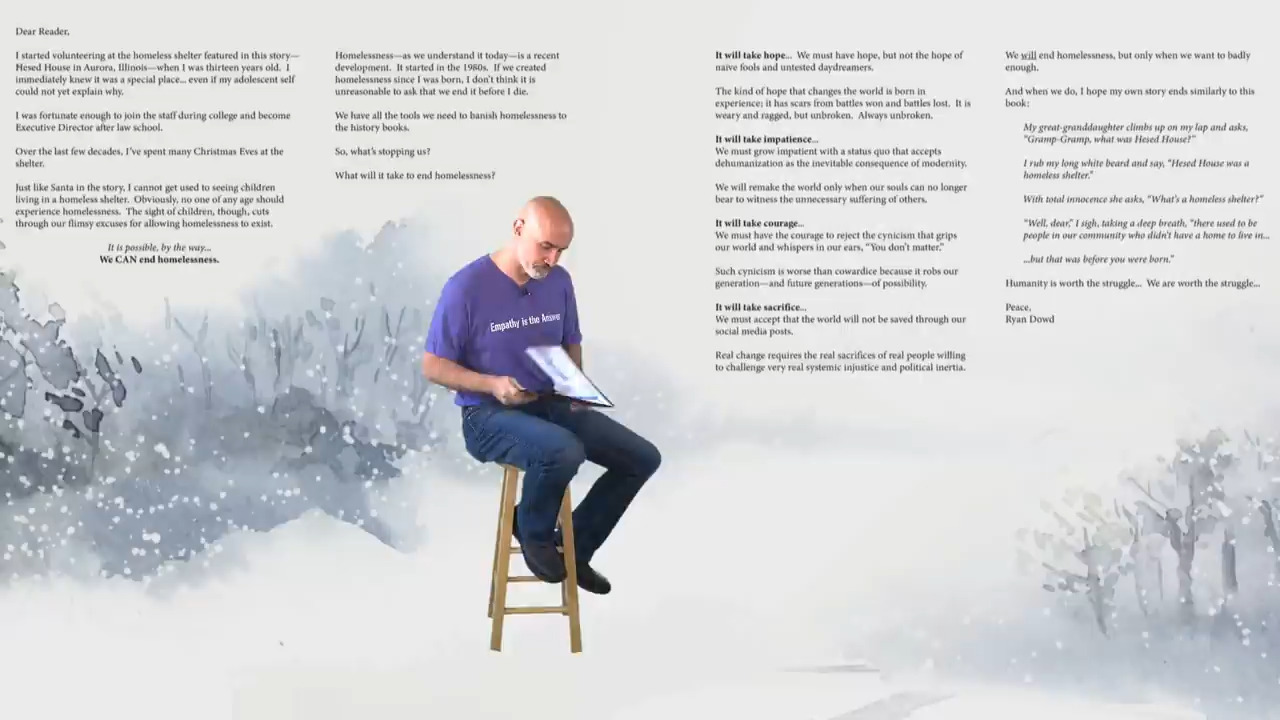 Dear Reader,
I started volunteering at the homeless shelter featured in this story—
Hesed House in Aurora, Illinois—when I was thirteen years old.  I
immediately knew it was a special place... even if my adolescent self
could not yet explain why.
I was fortunate enough to join the staff during college and become
Executive Director after law school.
Over the last few decades, I've spent many Christmas Eves at the
shelter.
Just like Santa in the story, I cannot get used to seeing children
living in a homeless shelter.  Obviously, no one of any age should
experience homelessness.  The sight of children, though, cuts
through our flimsy excuses for allowing homelessness to exist.
It is possible, by the way...
We CAN end homelessness.
Homelessness—as we understand it today—is a recent
development.  It started in the 1980s.  If we created
homelessness since I was born, I don't think it is
unreasonable to ask that we end it before I die.
We have all the tools we need to banish homelessness to
the history books.
So, what's stopping us?
What will it take to end homelessness?
Empathy is the Answer
It will take hope...  We must have hope, but not the hope of
naive fools and untested daydreamers.
The kind of hope that changes the world is born in
experience; it has scars from battles won and battles lost.  It is
weary and ragged, but unbroken.  Always unbroken.
It will take impatience...
We must grow impatient with a status quo that accepts
dehumanization as the inevitable consequence of modernity.
We will remake the world only when our souls can no longer
bear to witness the unnecessary suffering of others.
It will take courage...
We must have the courage to reject the cynicism that grips
our world and whispers in our ears, "You don't matter."
Such cynicism is worse than cowardice because it robs our
generation—and future generations—of possibility.
It will take sacrifice...
We must accept that the world will not be saved through our
social media posts.
Real change requires the real sacrifices of real people willing
to challenge very real systemic injustice and political inertia.
We will end homelessness, but only when we want to badly
enough.
And when we do, I hope my own story ends similarly to this
book:
My great-granddaughter climbs up on my lap and asks,
"Gramp-Gramp, what was Hesed House?"
I rub my long white beard and say, "Hesed House was a
homeless shelter."
With total innocence she asks, "What's a homeless shelter?"
"Well, dear," I sigh, taking a deep breath, "there used to be
people in our community who didn't have a home to live in...
...but that was before you were born."
Humanity is worth the struggle...  We are worth the struggle...
Peace,
Ryan Dowd